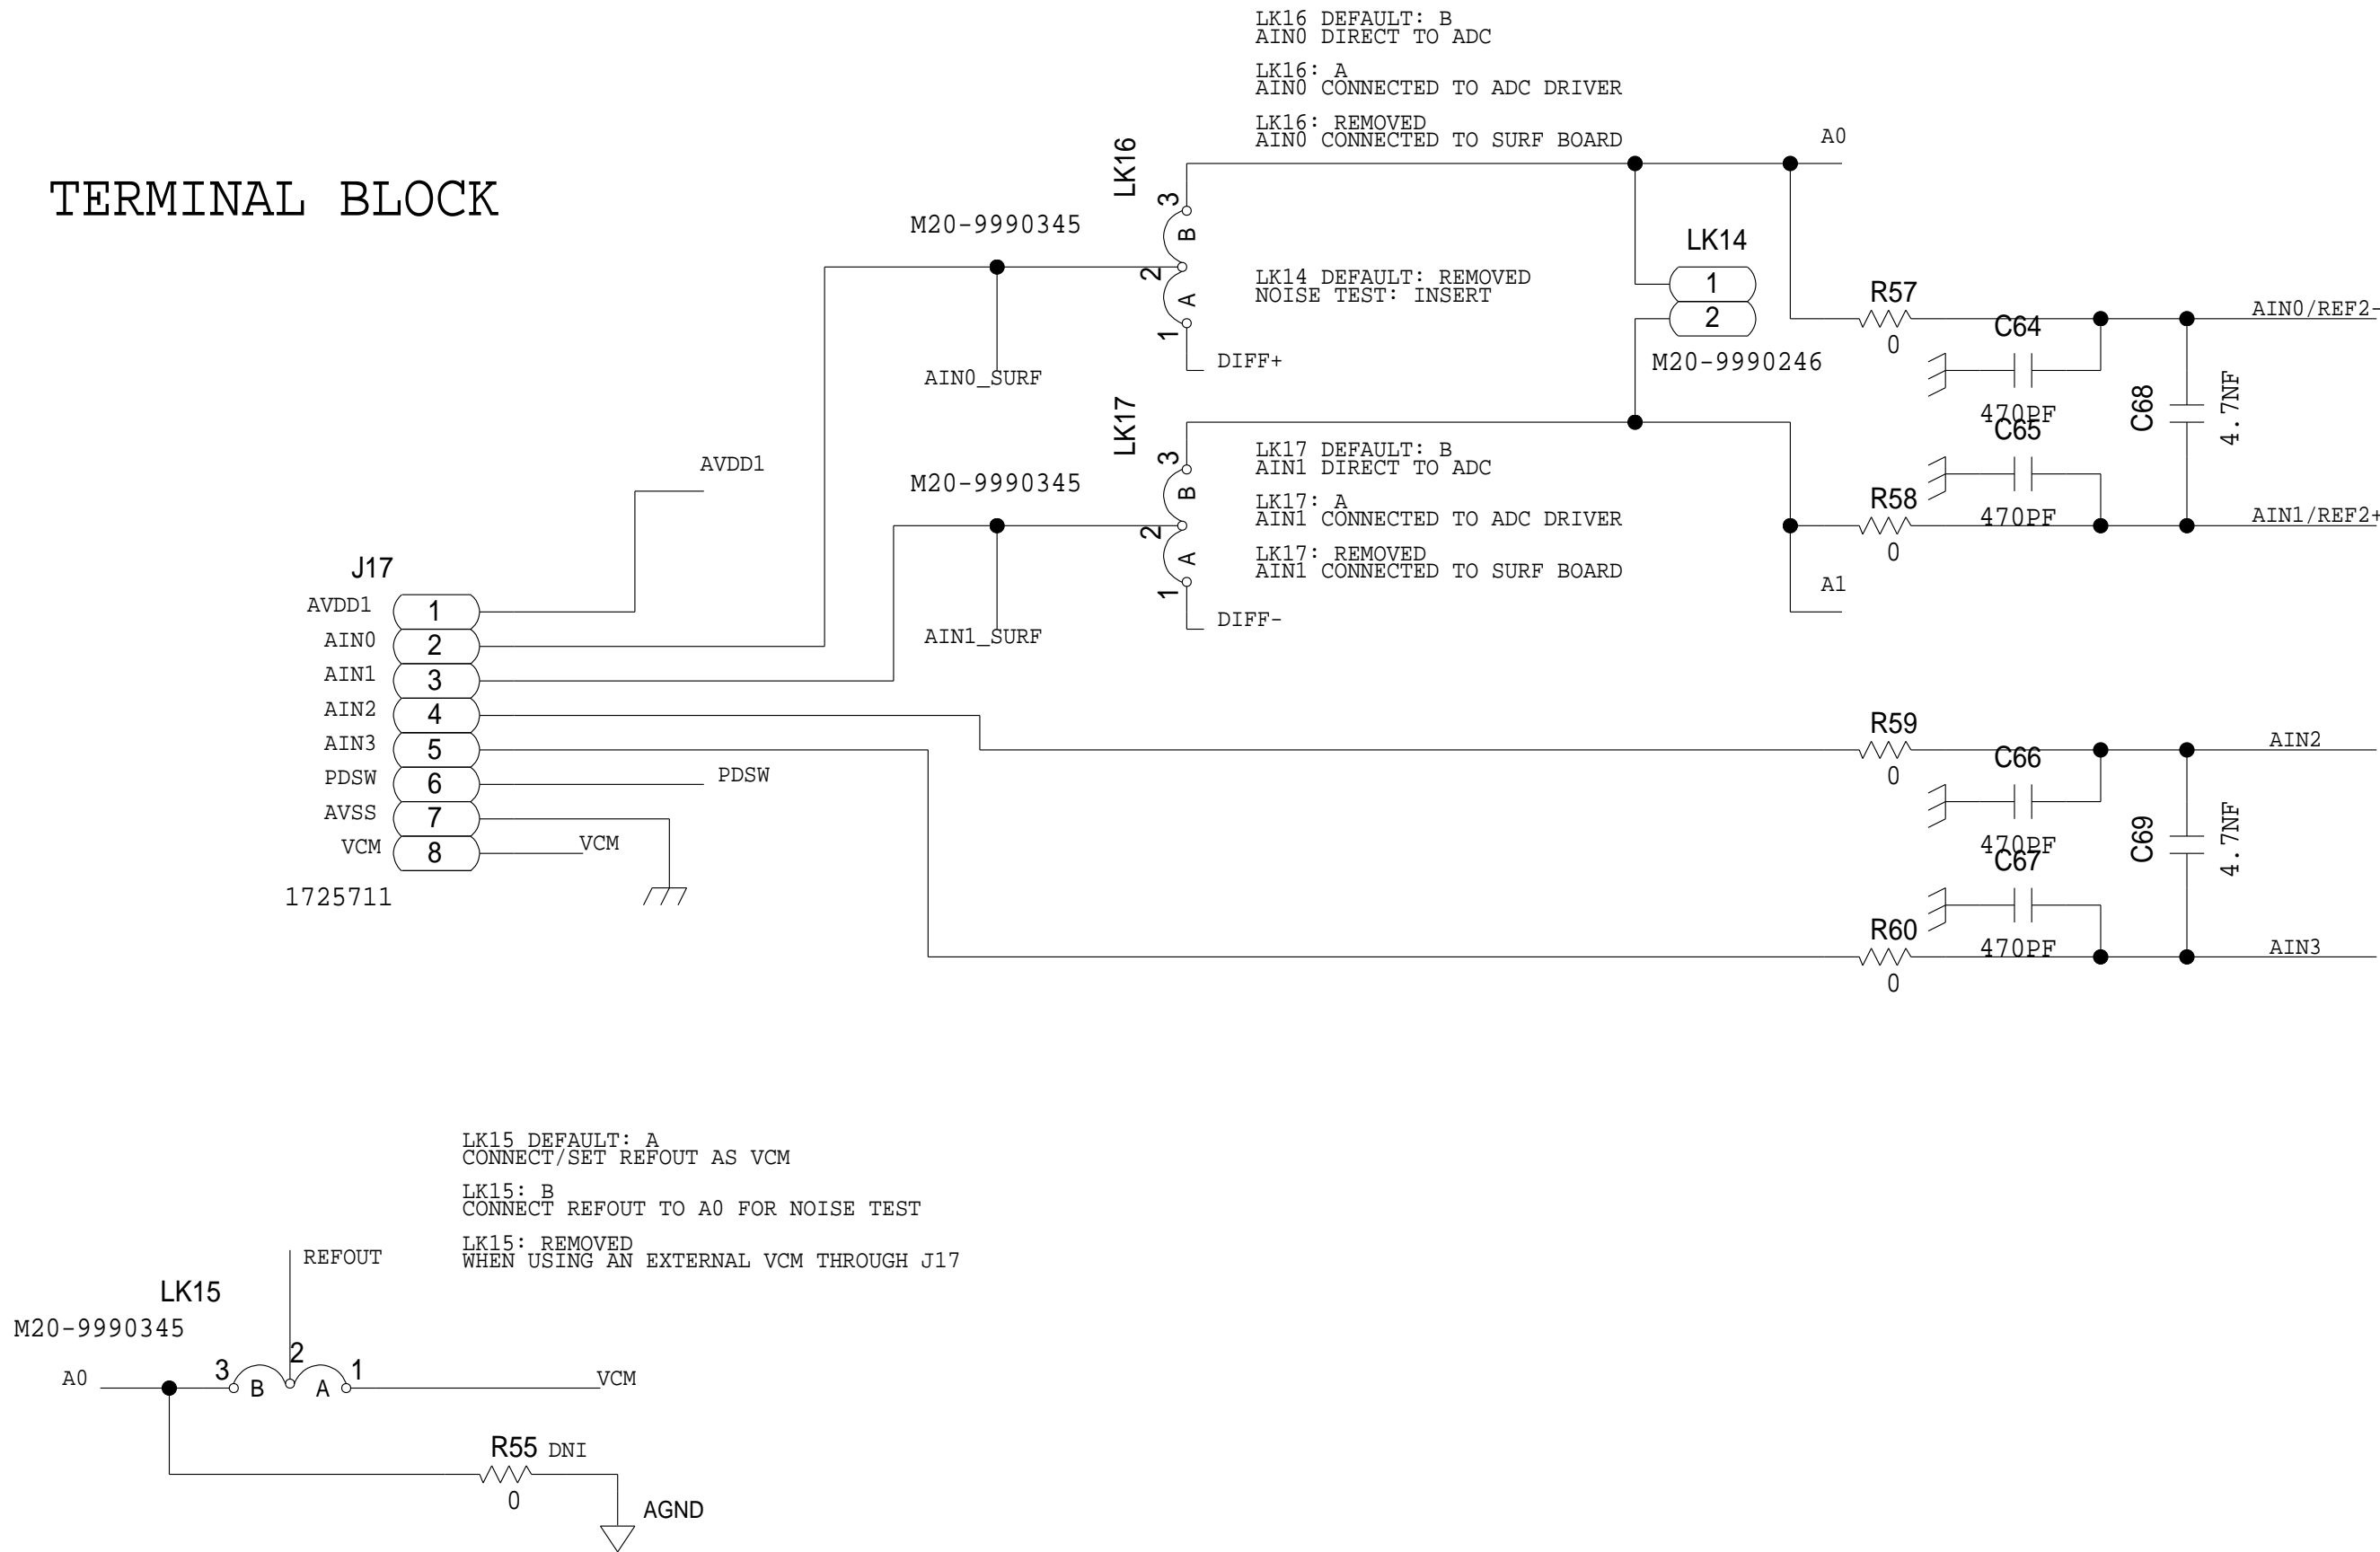 LK16 DEFAULT: B
AIN0 DIRECT TO ADC
LK16: A
AIN0 CONNECTED TO ADC DRIVER
LK16: REMOVED
AIN0 CONNECTED TO SURF BOARD
TERMINAL BLOCK
LK16
M20-9990345
3
B
2
A
1
DIFF+
AIN0_SURF
A0
LK14
1
2
M20-9990246
LK14 DEFAULT: REMOVED
NOISE TEST: INSERT
R57
0
C64
470PF
AIN0/REF2-
C68
4.7NF
LK17
M20-9990345
3
B
2
A
1
DIFF-
AIN1_SURF
LK17 DEFAULT: B
AIN1 DIRECT TO ADC
LK17: A
AIN1 CONNECTED TO ADC DRIVER
LK17: REMOVED
AIN1 CONNECTED TO SURF BOARD
C65
470PF
R58
0
AIN1/REF2+
A1
AVDD1
J17
AVDD1 1
AIN0 2
AIN1 3
AIN2 4
AIN3 5
PDSW 6 PDSW
AVSS 7
VCM 8 VCM
1725711
R59
0
C66
470PF
AIN2
C69
4.7NF
C67
470PF
R60
0
AIN3
LK15 DEFAULT: A
CONNECT/SET REFOUT AS VCM
LK15: B
CONNECT REFOUT TO A0 FOR NOISE TEST
LK15: REMOVED
WHEN USING AN EXTERNAL VCM THROUGH J17
REFOUT
LK15
M20-9990345
A0
3
B
2
A
1
VCM
R55 DNI
0
AGND